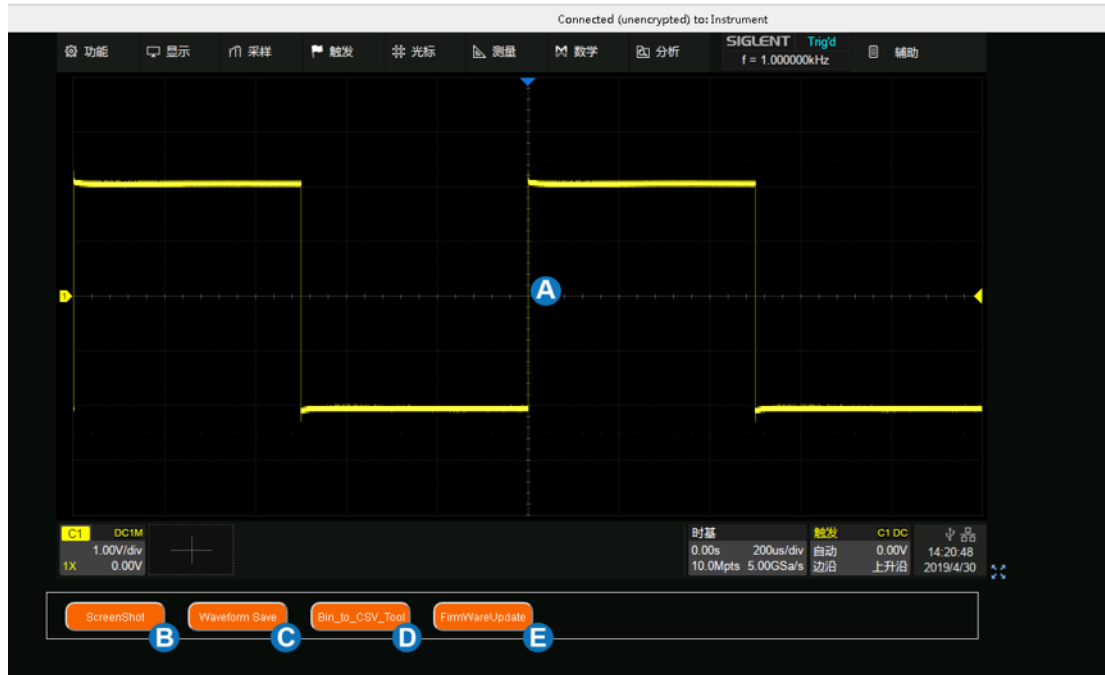 Connected (unencrypted) to: Instrument
功能 显示 采样 触发 光标 测量 数学 分析 SIGLENT Trig'd 辅助
f = 1.000000kHz
A
1
C1 DC1M
1.00V/div
1X 0.00V
时基
0.00s 200us/div
10.0Mpts 5.00GSa/s
触发 C1 DC
自动 0.00V
边沿 上升沿
14:20:48
2019/4/30
ScreenShot Waveform Save Bin_to_CSV_Tool FirmWareUpdate
B C D E